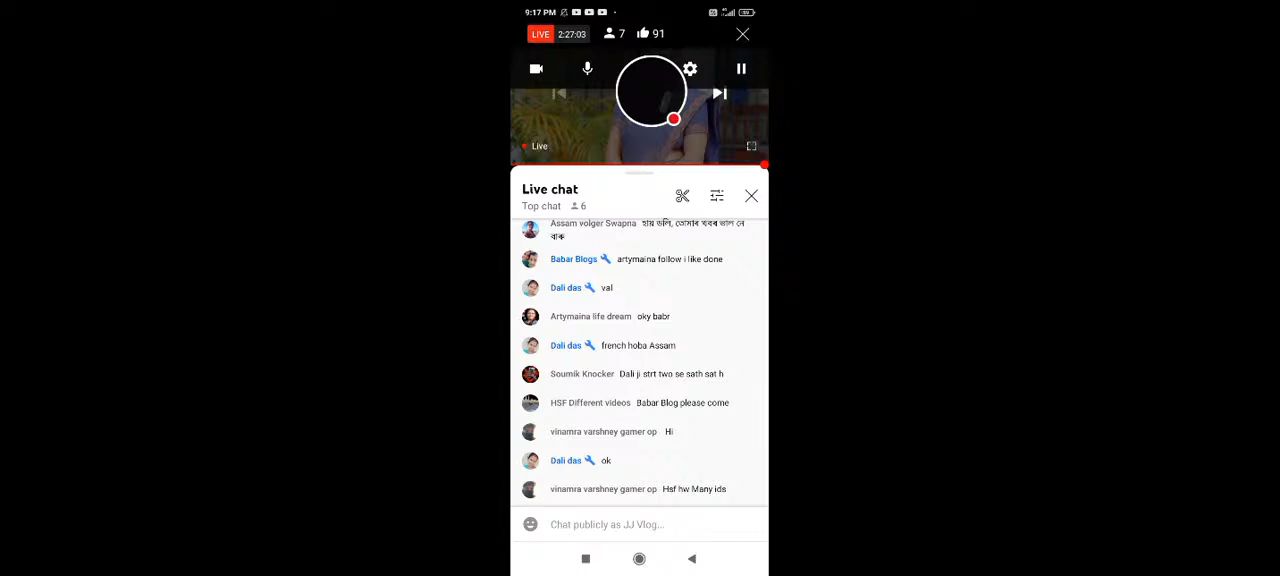 9:17 PM
LIVE 2:27:03 7 91
Live
Live chat
Top chat 6
Assam volger Swapna হায় ডলি, তোমাৰ খবৰ ভাল নে
বাৰু
Babar Blogs artymaina follow i like done
Dali das val
Artymaina life dream oky babr
Dali das french hoba Assam
Soumik Knocker Dali ji strt two se sath sat h
HSF Different videos Babar Blog please come
vinamra varshney gamer op Hi
Dali das ok
vinamra varshney gamer op Hsf hw Many ids
Chat publicly as JJ Vlog...